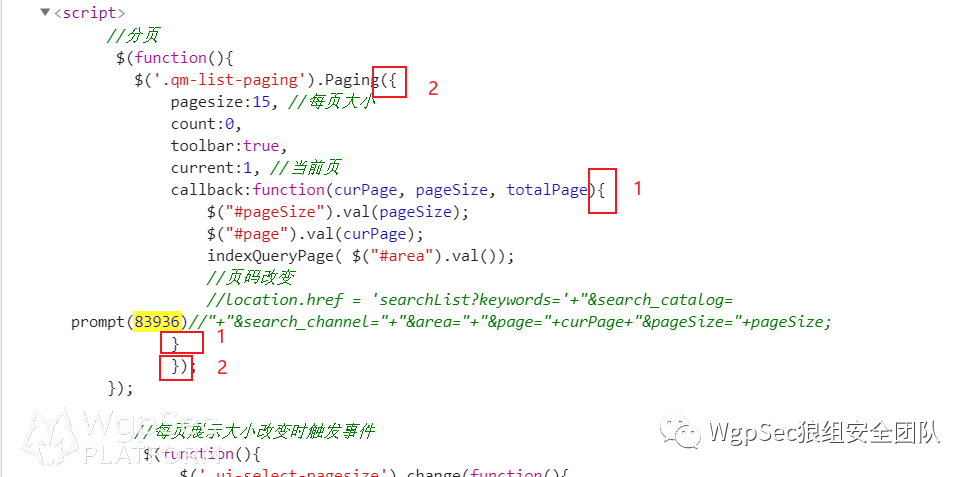 ▼<script>
//分页
$(function(){
$('.qm-list-paging').Paging({ 2
pagesize:15, //每页大小
count:0,
toolbar:true,
current:1, //当前页
callback:function(curPage, pageSize, totalPage){ 1
$("#pageSize").val(pageSize);
$("#page").val(curPage);
indexQueryPage( $("#area").val());
//页码改变
//location.href = 'searchList?keywords='+"&search_catalog=
prompt(83936)//"+"&search_channel="+"&area="+"&page="+curPage+"&pageSize="+pageSize;
} 1
}); 2
});
//每页展示大小改变时触发事件
$(function(){
$('.ui-select-pagesize').change(function(){
WgpSec
PLATFORM
WgpSec狼组安全团队